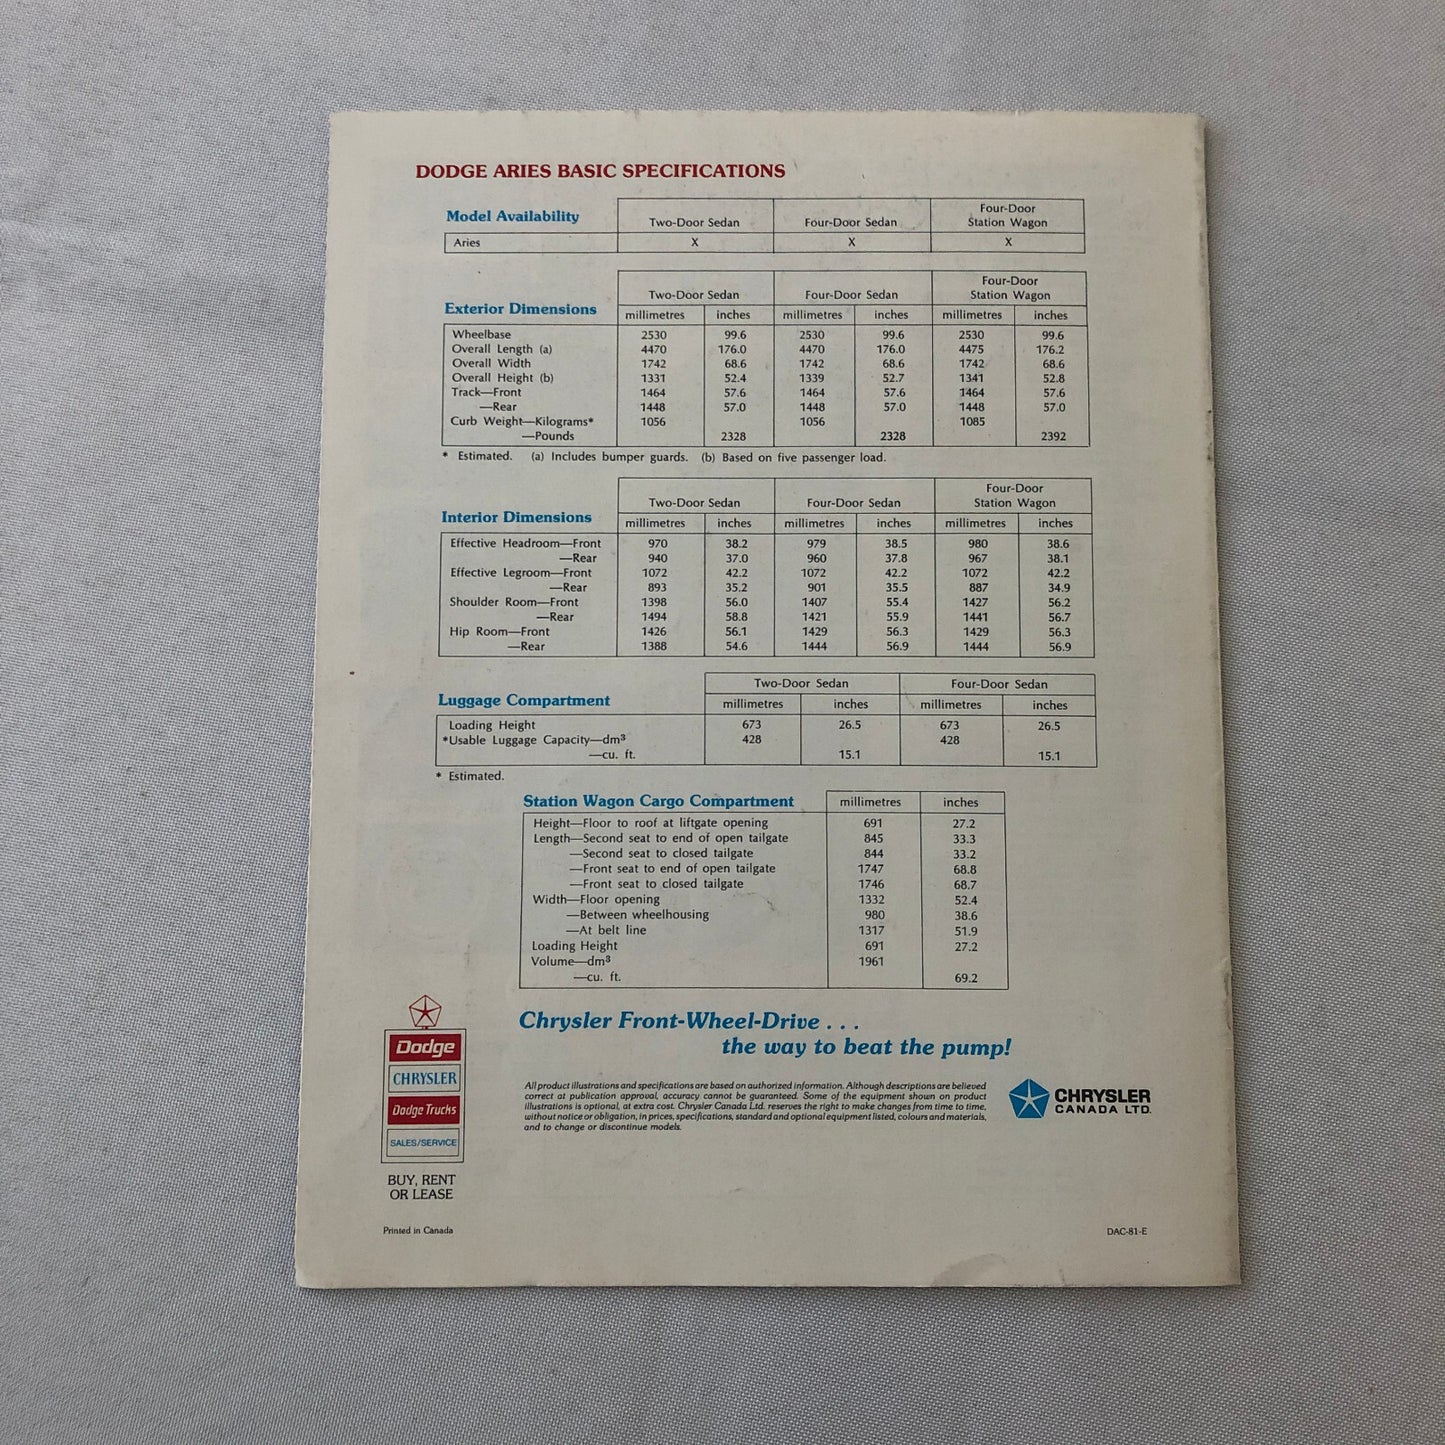 DODGE ARIES BASIC SPECIFICATIONS
Model Availability Two-Door Sedan Four-Door Sedan Four-Door Station Wagon
Aries X X X
Two-Door Sedan Four-Door Sedan Four-Door Station Wagon
Exterior Dimensions millimetres inches millimetres inches millimetres inches
Wheelbase 2530 99.6 2530 99.6 2530 99.6
Overall Length (a) 4470 176.0 4470 176.0 4475 176.2
Overall Width 1742 68.6 1742 68.6 1742 68.6
Overall Height (b) 1331 52.4 1339 52.7 1341 52.8
Track—Front 1464 57.6 1464 57.6 1464 57.6
—Rear 1448 57.0 1448 57.0 1448 57.0
Curb Weight—Kilograms* 1056 1056 1085
—Pounds 2328 2328 2392
* Estimated. (a) Includes bumper guards. (b) Based on five passenger load.
Two-Door Sedan Four-Door Sedan Four-Door Station Wagon
Interior Dimensions millimetres inches millimetres inches millimetres inches
Effective Headroom—Front 970 38.2 979 38.5 980 38.6
—Rear 940 37.0 960 37.8 967 38.1
Effective Legroom—Front 1072 42.2 1072 42.2 1072 42.2
—Rear 893 35.2 901 35.5 887 34.9
Shoulder Room—Front 1398 56.0 1407 55.4 1427 56.2
—Rear 1494 58.8 1421 55.9 1441 56.7
Hip Room—Front 1426 56.1 1429 56.3 1429 56.3
—Rear 1388 54.6 1444 56.9 1444 56.9
Two-Door Sedan Four-Door Sedan
Luggage Compartment millimetres inches millimetres inches
Loading Height 673 26.5 673 26.5
*Usable Luggage Capacity—dm³ 428 428
—cu. ft. 15.1 15.1
* Estimated.
Station Wagon Cargo Compartment millimetres inches
Height—Floor to roof at liftgate opening 691 27.2
Length—Second seat to end of open tailgate 845 33.3
—Second seat to closed tailgate 844 33.2
—Front seat to end of open tailgate 1747 68.8
—Front seat to closed tailgate 1746 68.7
Width—Floor opening 1332 52.4
—Between wheelhousing 980 38.6
—At belt line 1317 51.9
Loading Height 691 27.2
Volume—dm³ 1961
—cu. ft. 69.2
Chrysler Front-Wheel-Drive . . .
the way to beat the pump!
All product illustrations and specifications are based on authorized information. Although descriptions are believed
correct at publication approval, accuracy cannot be guaranteed. Some of the equipment shown on product
illustrations is optional, at extra cost. Chrysler Canada Ltd. reserves the right to make changes from time to time,
without notice or obligation, in prices, specifications, standard and optional equipment listed, colours and materials,
and to change or discontinue models.
CHRYSLER
CANADA LTD.
Dodge
CHRYSLER
Dodge Trucks
SALES/SERVICE
BUY, RENT
OR LEASE
Printed in Canada
DAC-81-E